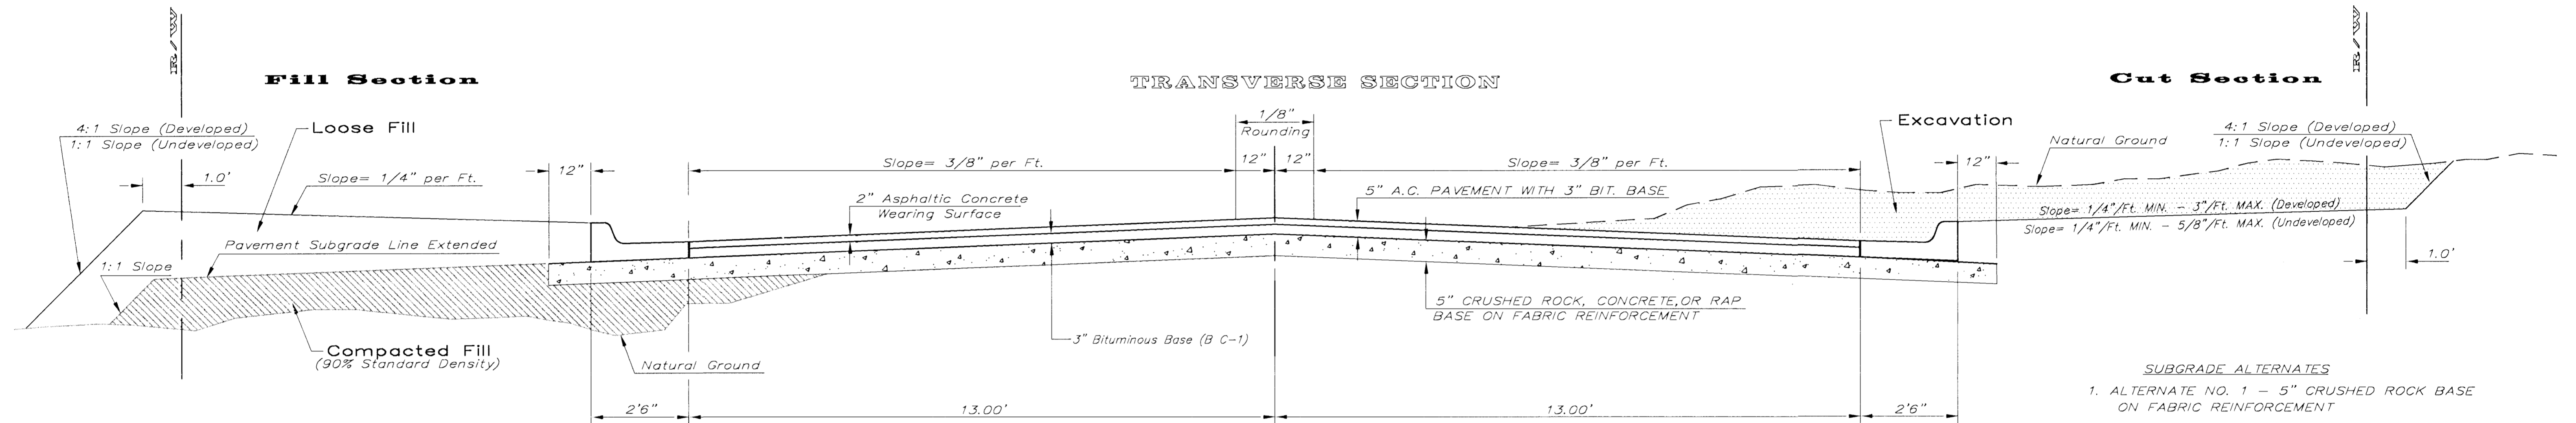 R/W
Fill Section
TRANSVERSE SECTION
Cut Section
R/W
4:1 Slope (Developed)
1:1 Slope (Undeveloped)
Loose Fill
1/8"
Rounding
Excavation
4:1 Slope (Developed)
1:1 Slope (Undeveloped)
Natural Ground
1.0'
Slope= 1/4" per Ft.
12"
Slope= 3/8" per Ft.
12"
12"
Slope= 3/8" per Ft.
12"
2" Asphaltic Concrete
Wearing Surface
5" A.C. PAVEMENT WITH 3" BIT. BASE
Slope= 1/4"/Ft. MIN. - 3"/Ft. MAX. (Developed)
Slope= 1/4"/Ft. MIN. - 5/8"/Ft. MAX. (Undeveloped)
Pavement Subgrade Line Extended
1:1 Slope
1.0'
5" CRUSHED ROCK, CONCRETE,OR RAP
BASE ON FABRIC REINFORCEMENT
3" Bituminous Base (B C-1)
Compacted Fill
(90% Standard Density)
Natural Ground
SUBGRADE ALTERNATES
1. ALTERNATE NO. 1 - 5" CRUSHED ROCK BASE
ON FABRIC REINFORCEMENT
2'6"
13.00'
13.00'
2'6"